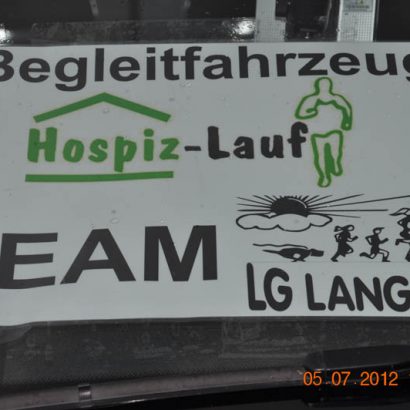 Begleitfahrzeug
Hospiz-Lauf
EAM
LG LANG
05.07.2012